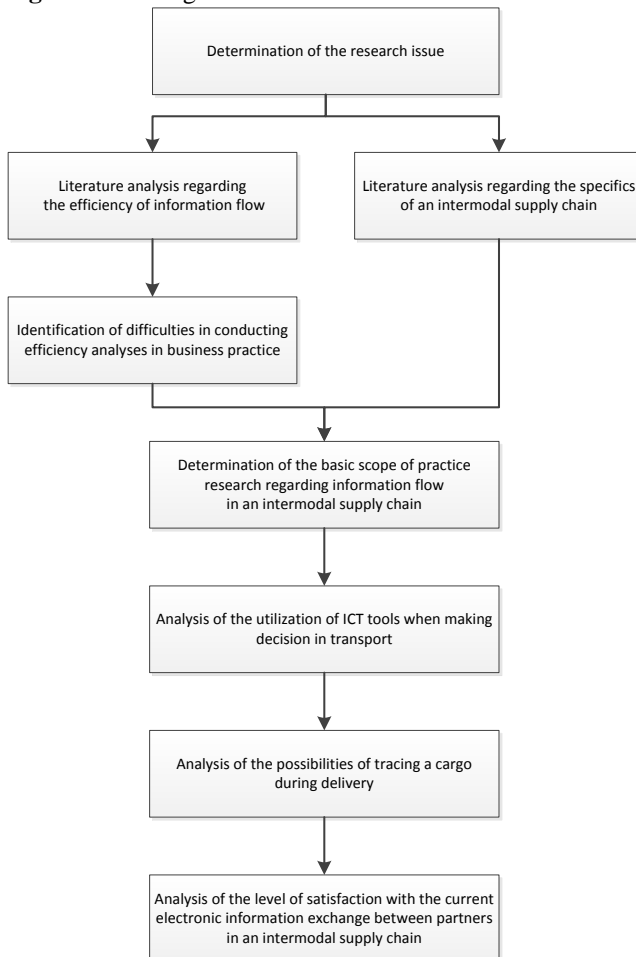 Determination of the research issue
Literature analysis regarding
the efficiency of information flow
Literature analysis regarding the specifics
of an intermodal supply chain
Identification of difficulties in conducting
efficiency analyses in business practice
Determination of the basic scope of practice
research regarding information flow
in an intermodal supply chain
Analysis of the utilization of ICT tools when making
decision in transport
Analysis of the possibilities of tracing a cargo
during delivery
Analysis of the level of satisfaction with the current
electronic information exchange between partners
in an intermodal supply chain